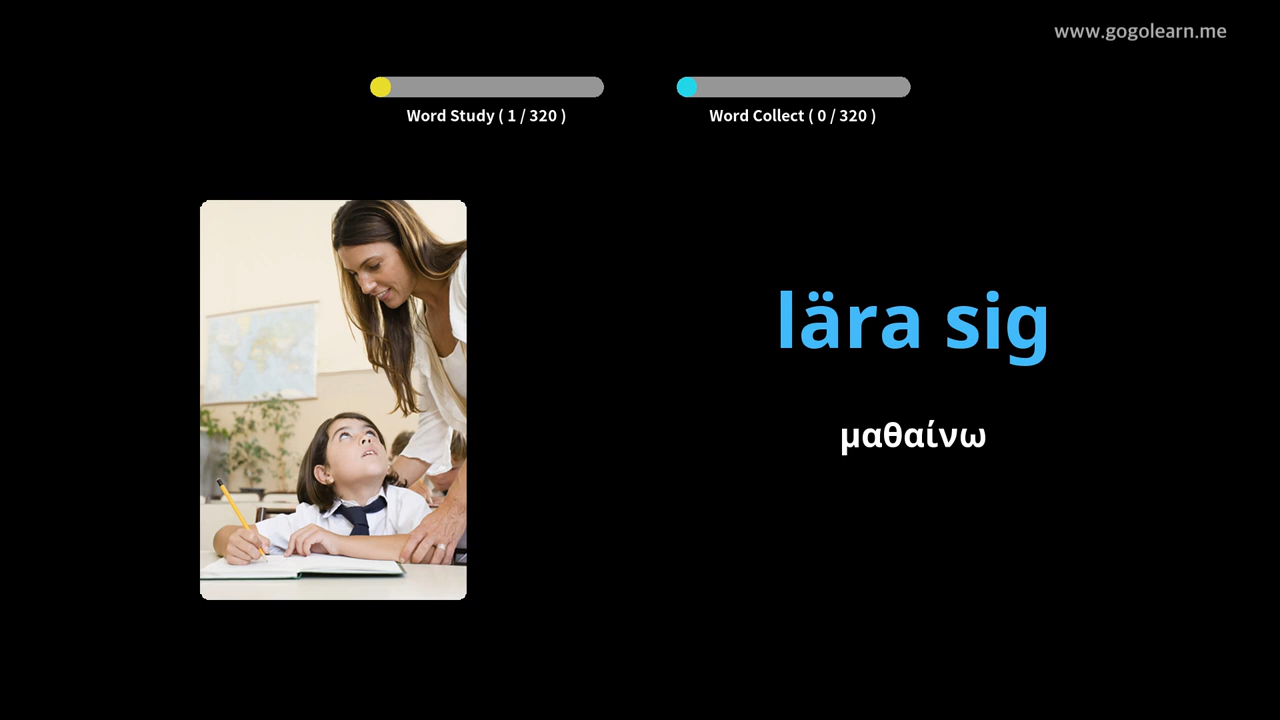 www.gogolearn.me
Word Study ( 1 / 320 )
Word Collect ( 0 / 320 )
lära sig
μαθαίνω